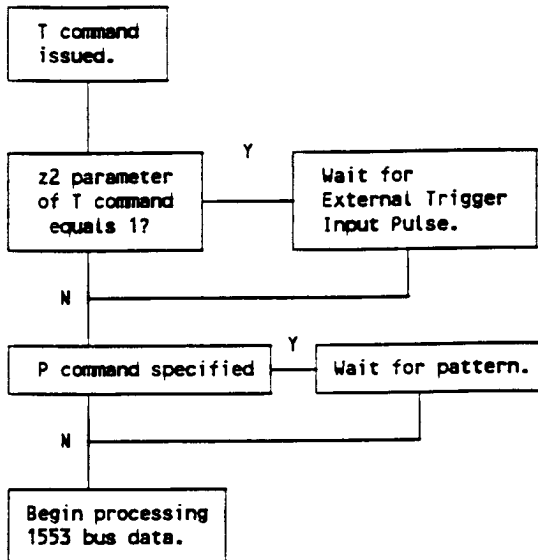 T command
issued.
Y
z2 parameter
of T command
equals 1?
Wait for
External Trigger
Input Pulse.
N
Y
P command specified
Wait for pattern.
N
Begin processing
1553 bus data.